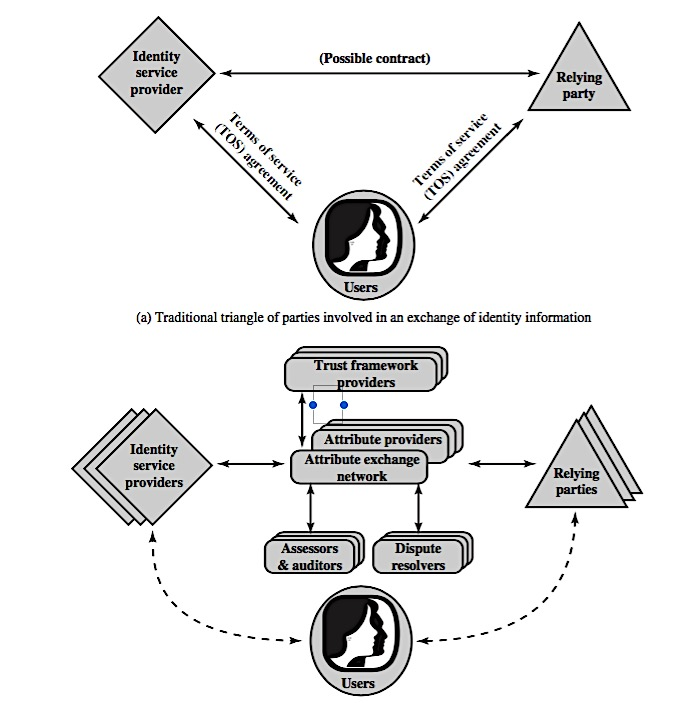 Identity
service
provider
(Possible contract)
Relying
party
Terms of service
(TOS) agreement
Terms of service
(TOS) agreement
Users
(a) Traditional triangle of parties involved in an exchange of identity information
Trust framework
providers
Attribute providers
Attribute exchange
network
Identity
service
providers
Relying
parties
Assessors
& auditors
Dispute
resolvers
Users